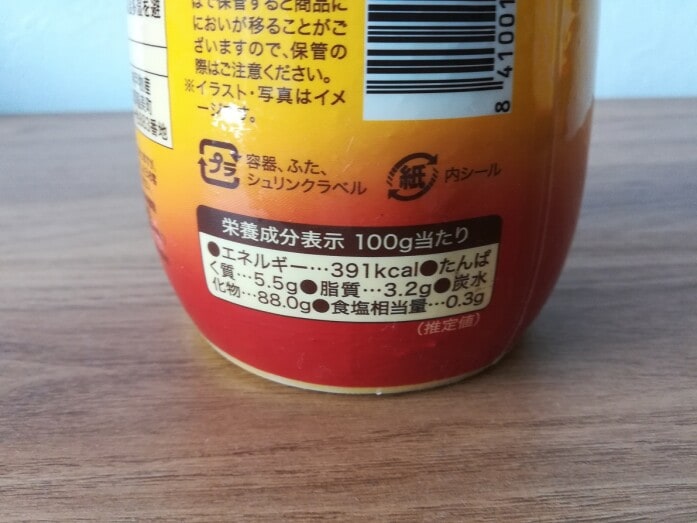 で保管すると商品に
においが移ることがご
ざいますので、保管の
際はご注意ください。
※イラスト・写真はイメ
ージです。
8 41001
プラ
容器、ふた、
シュリンクラベル
紙
内シール
栄養成分表示 100g当たり
●エネルギー…391kcal●たんぱ
く質…5.5g●脂質…3.2g●炭水
化物…88.0g●食塩相当量…0.3g
(推定値)